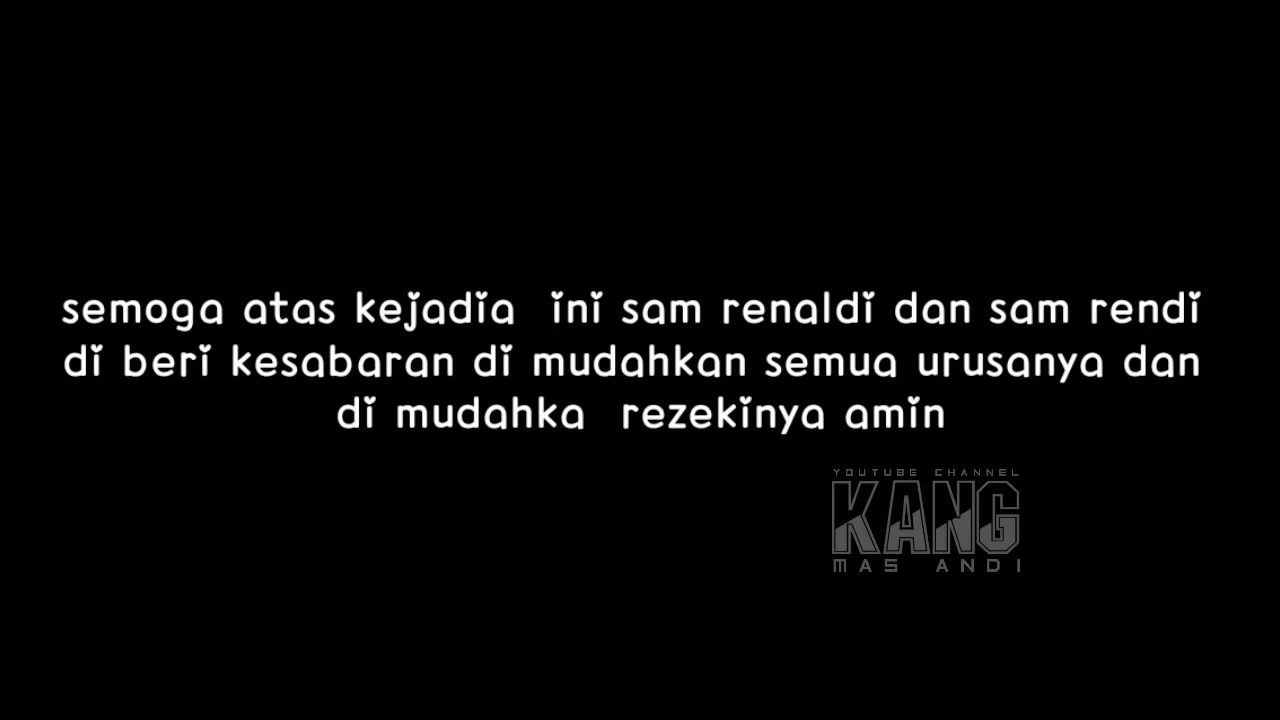 semoga atas kejadia ini sam renaldi dan sam rendi
di beri kesabaran di mudahkan semua urusanya dan
di mudahka rezekinya amin
YOUTUBE CHANNEL
KANG
MAS ANDI